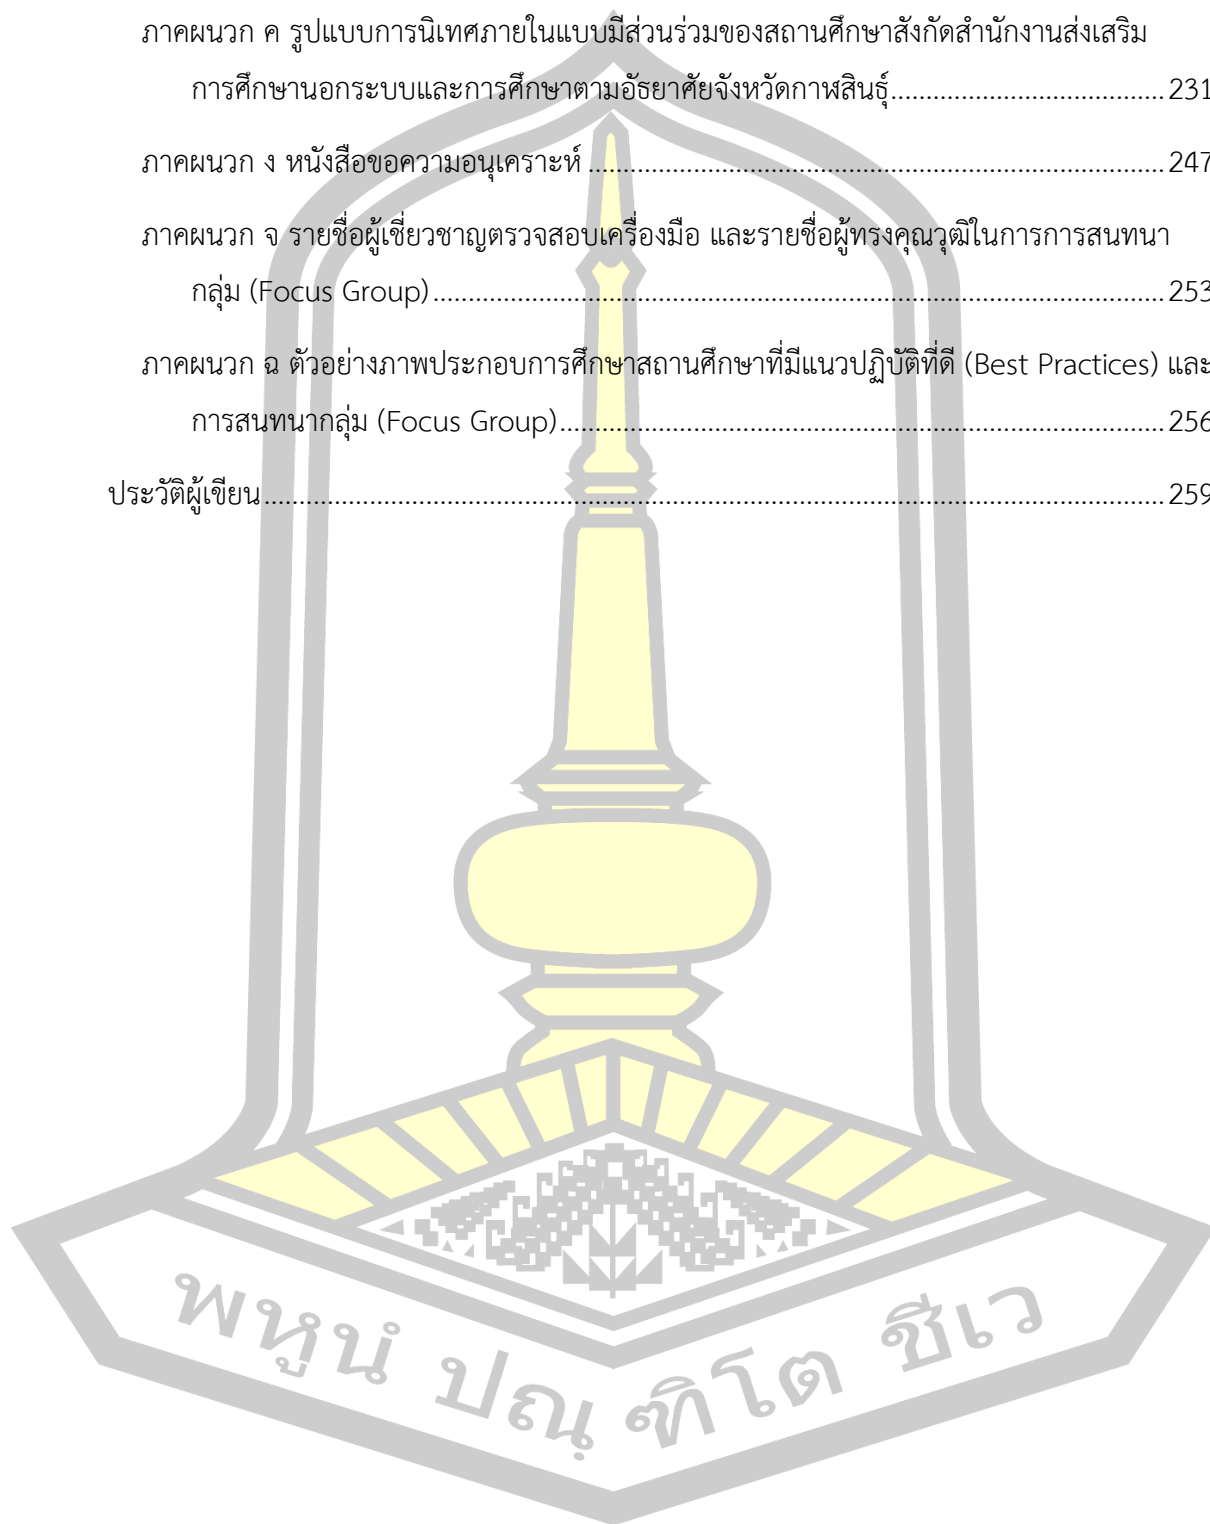 ภาคผนวก ค รูปแบบการนิเทศภายในแบบมีส่วนร่วมของสถานศึกษาสังกัดสำนักงานส่งเสริม
การศึกษานอกระบบและการศึกษาตามอัธยาศัยจังหวัดกาฬสินธุ์.................................. 231
ภาคผนวก ง หนังสือขอความอนุเคราะห์ ........................................................................ 247
ภาคผนวก จ รายชื่อผู้เชี่ยวชาญตรวจสอบเครื่องมือ และรายชื่อผู้ทรงคุณวุฒิในการการสนทนา
กลุ่ม (Focus Group)........................................................................................... 253
ภาคผนวก ฉ ตัวอย่างภาพประกอบการศึกษาสถานศึกษาที่มีแนวปฏิบัติที่ดี (Best Practices) และ
การสนทนากลุ่ม (Focus Group)........................................................................... 256
ประวัติผู้เขียน................................................................................................................ 259
พหูนํ ปณฺฑิโต ชีเว